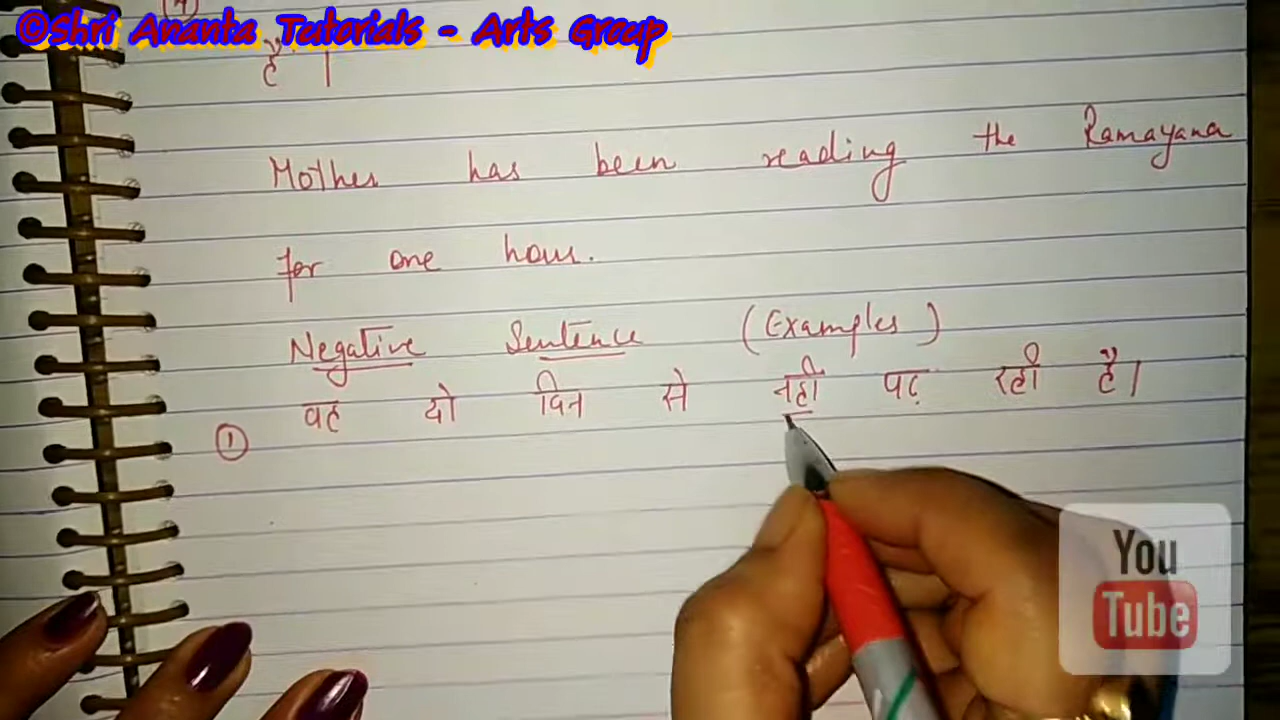 (4)
©Shri Ananta Tutorials - Arts Group
हैं ।
Mother has been reading the Ramayana
for one hour.
Negative Sentence (Examples)
① वह दो दिन से नहीं पढ़ रही है।
You
Tube